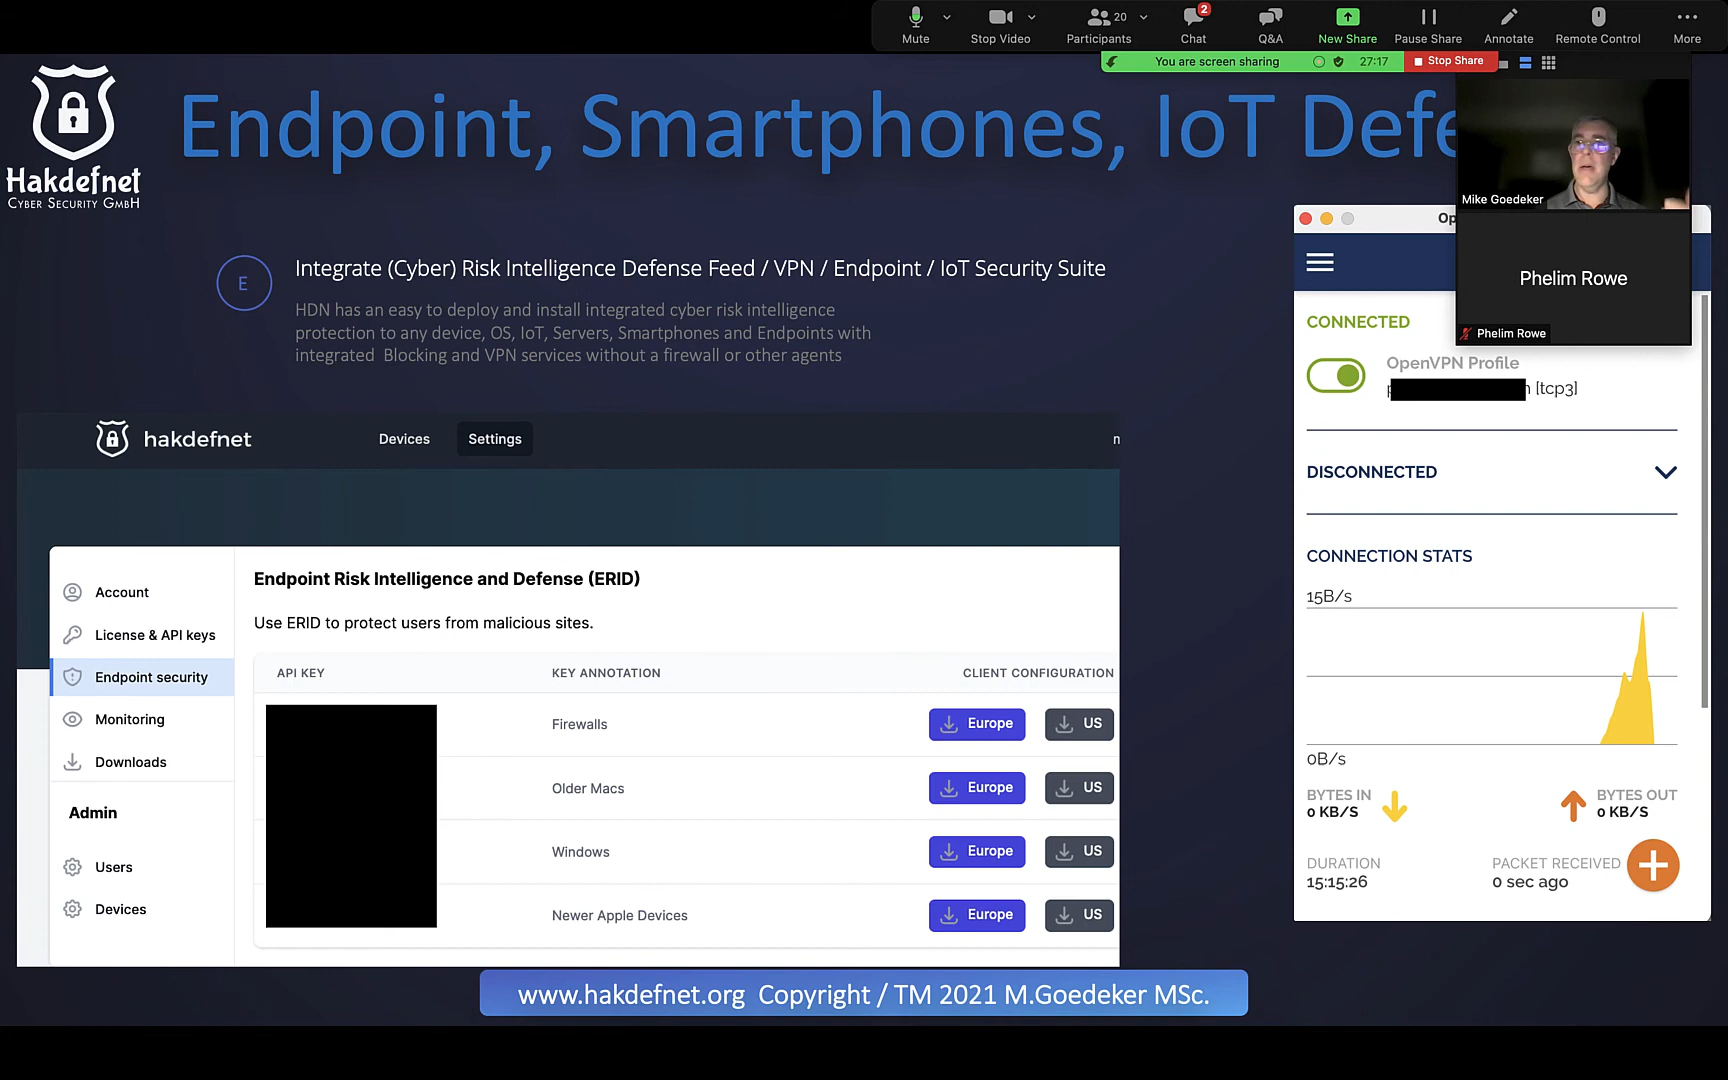 Mute
Stop Video
20
Participants
2
Chat
Q&A
New Share
Pause Share
Annotate
Remote Control
More
You are screen sharing
27:17
Stop Share
Hakdefnet
Cyber Security GmbH
Endpoint, Smartphones, IoT Defe
Mike Goedeker
Phelim Rowe
Phelim Rowe
E
Integrate (Cyber) Risk Intelligence Defense Feed / VPN / Endpoint / IoT Security Suite
HDN has an easy to deploy and install integrated cyber risk intelligence
protection to any device, OS, IoT, Servers, Smartphones and Endpoints with
integrated Blocking and VPN services without a firewall or other agents
hakdefnet
Devices
Settings
Account
License & API keys
Endpoint security
Monitoring
Downloads
Admin
Users
Devices
Endpoint Risk Intelligence and Defense (ERID)
Use ERID to protect users from malicious sites.
API KEY KEY ANNOTATION CLIENT CONFIGURATION
Firewalls Europe US
Older Macs Europe US
Windows Europe US
Newer Apple Devices Europe US
Op
CONNECTED
OpenVPN Profile
[tcp3]
DISCONNECTED
CONNECTION STATS
15B/s
0B/s
BYTES IN
0 KB/S
BYTES OUT
0 KB/S
DURATION
15:15:26
PACKET RECEIVED
0 sec ago
www.hakdefnet.org Copyright / TM 2021 M.Goedeker MSc.